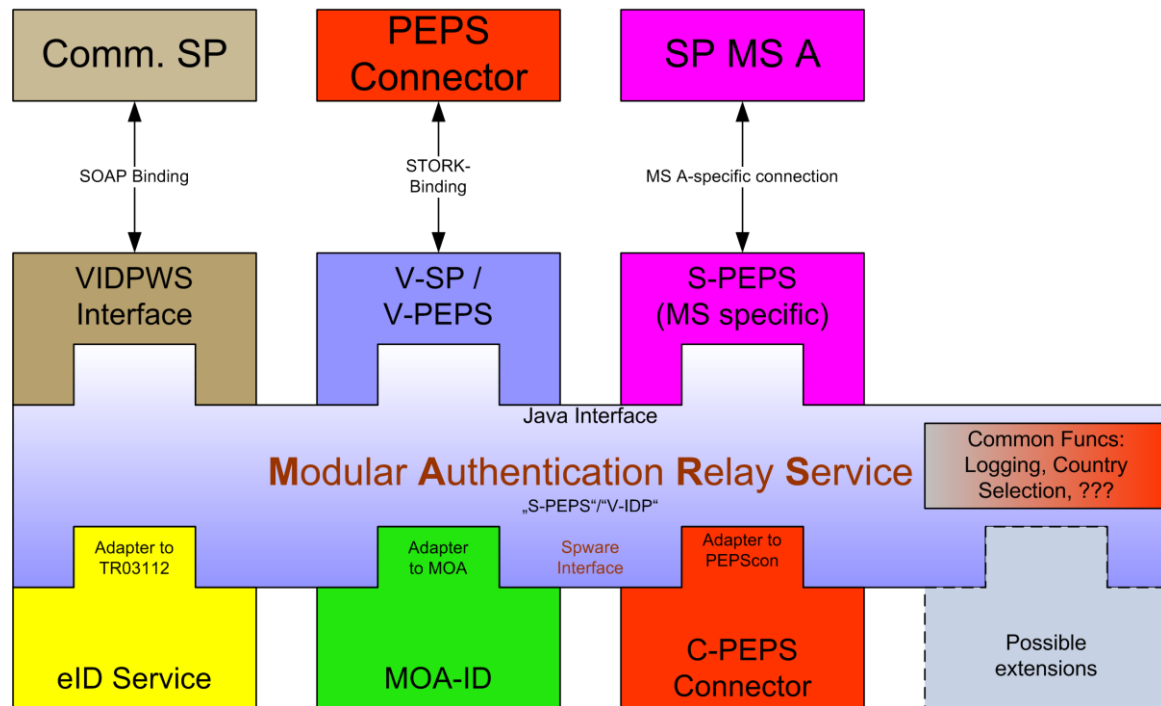 Comm. SP
PEPS
Connector
SP MS A
SOAP Binding
STORK-
Binding
MS A-specific connection
VIDPWS
Interface
V-SP /
V-PEPS
S-PEPS
(MS specific)
Java Interface
Modular Authentication Relay Service
„S-PEPS“/“V-IDP“
Common Funcs:
Logging, Country
Selection, ???
Adapter to
TR03112
Adapter
to MOA
Spware
Interface
Adapter to
PEPScon
eID Service
MOA-ID
C-PEPS
Connector
Possible
extensions